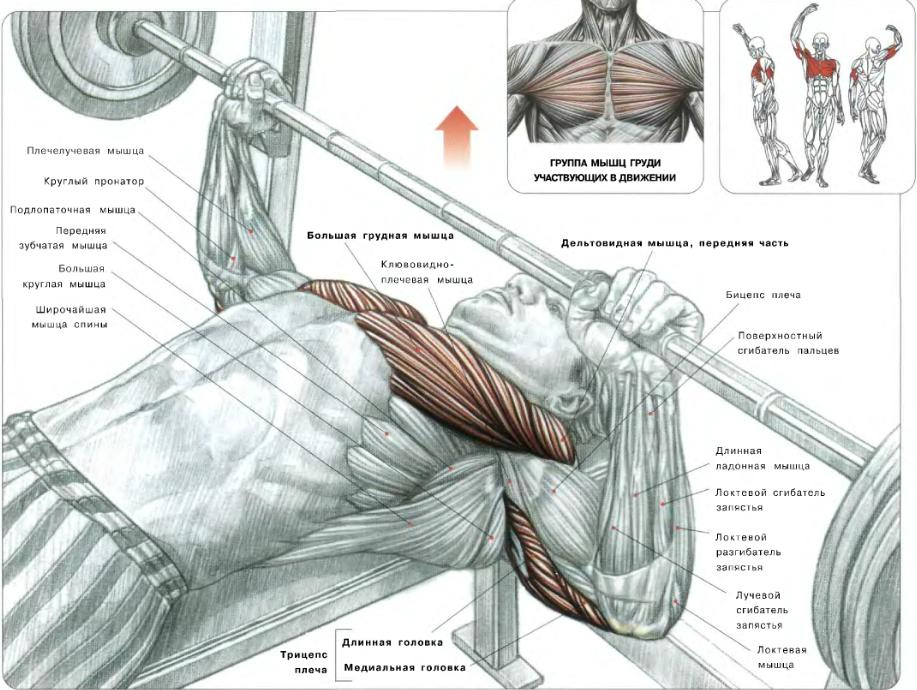 ГРУППА МЫШЦ ГРУДИ
УЧАСТВУЮЩИХ В ДВИЖЕНИИ
Плечелучевая мышца
Круглый пронатор
Подлопаточная мышца
Передняя
зубчатая мышца
Большая
круглая мышца
Широчайшая
мышца спины
Большая грудная мышца
Клювовидно-
плечевая мышца
Дельтовидная мышца, передняя часть
Бицепс плеча
Поверхностный
сгибатель пальцев
Длинная
ладонная мышца
Локтевой сгибатель
запястья
Локтевой
разгибатель
запястья
Лучевой
сгибатель
запястья
Локтевая
мышца
Трицепс
плеча
Длинная головка
Медиальная головка